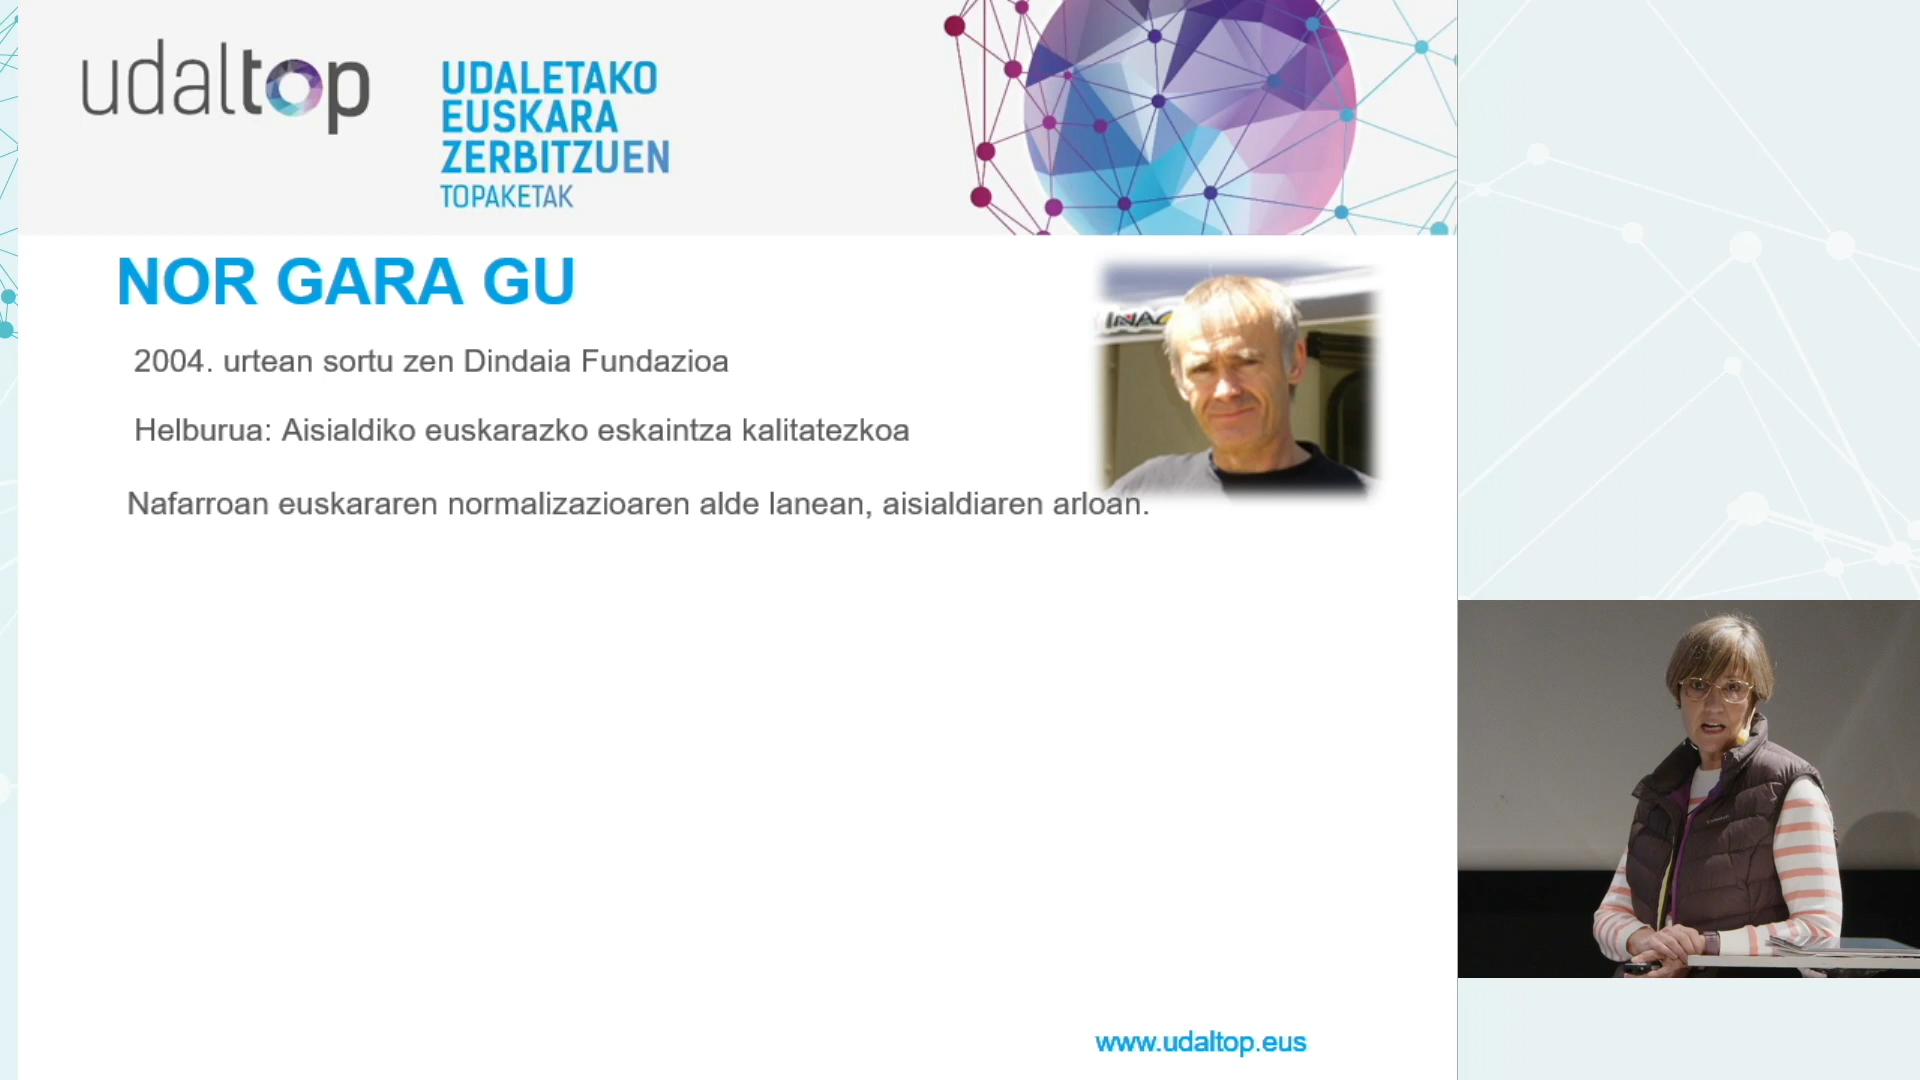 udaltop
UDALETAKO
EUSKARA
ZERBITZUEN
TOPAKETAK
NOR GARA GU
2004. urtean sortu zen Dindaia Fundazioa
Helburua: Aisialdiko euskarazko eskaintza kalitatezkoa
Nafarroan euskararen normalizazioaren alde lanean, aisialdiaren arloan.
www.udaltop.eus